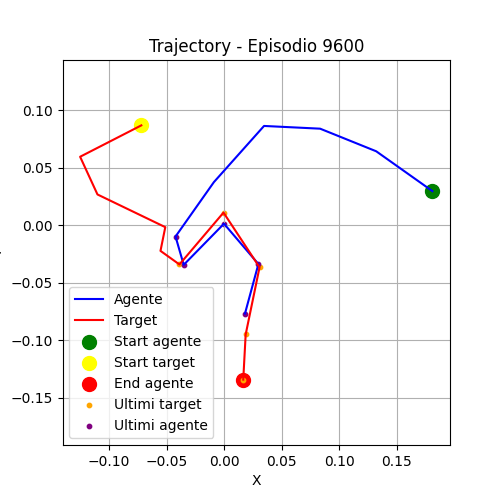 Trajectory - Episodio 9600
0.10
0.05
0.00
−0.05
−0.10
−0.15
Agente
Target
Start agente
Start target
End agente
Ultimi target
Ultimi agente
−0.10
−0.05
0.00
0.05
0.10
0.15
X